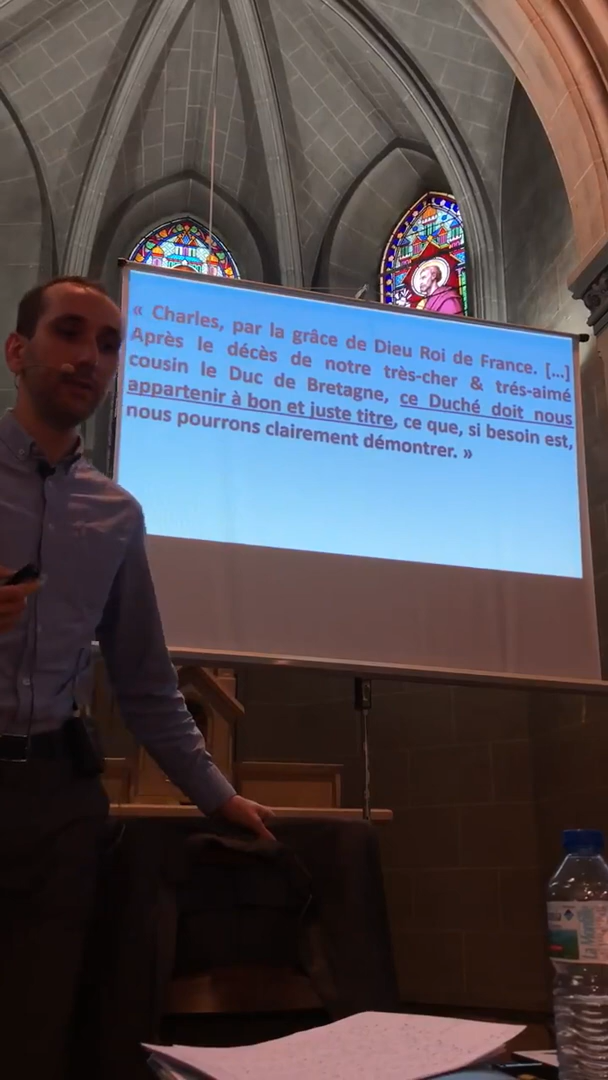 « Charles, par la grâce de Dieu Roi de France. [...]
Après le décès de notre très-cher & trés-aimé
cousin le Duc de Bretagne, ce Duché doit nous
appartenir à bon et juste titre, ce que, si besoin est,
nous pourrons clairement démontrer. »